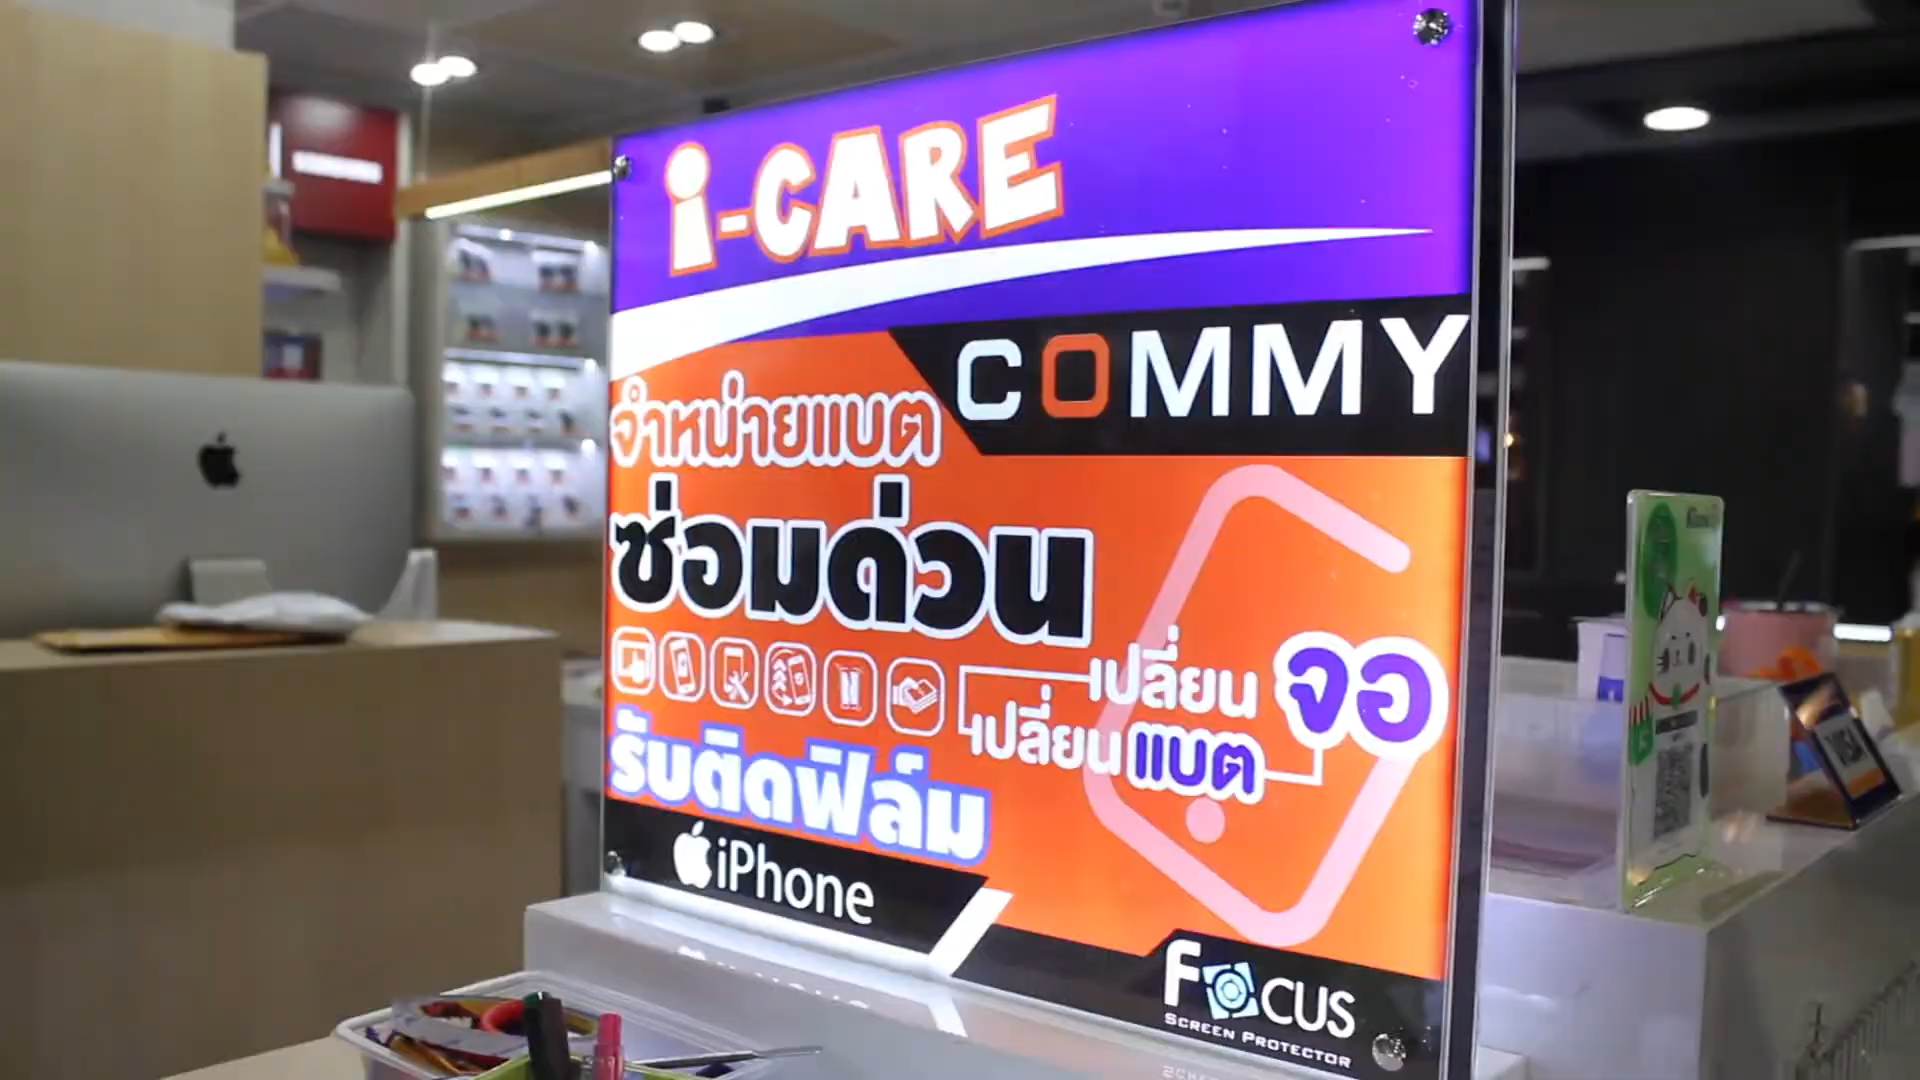 i-CARE
COMMY
จำหน่ายแบต
ซ่อมด่วน
เปลี่ยน จอ
เปลี่ยนแบต
รับติดฟิล์ม
iPhone
FOCUS
SCREEN PROTECTOR
VISA